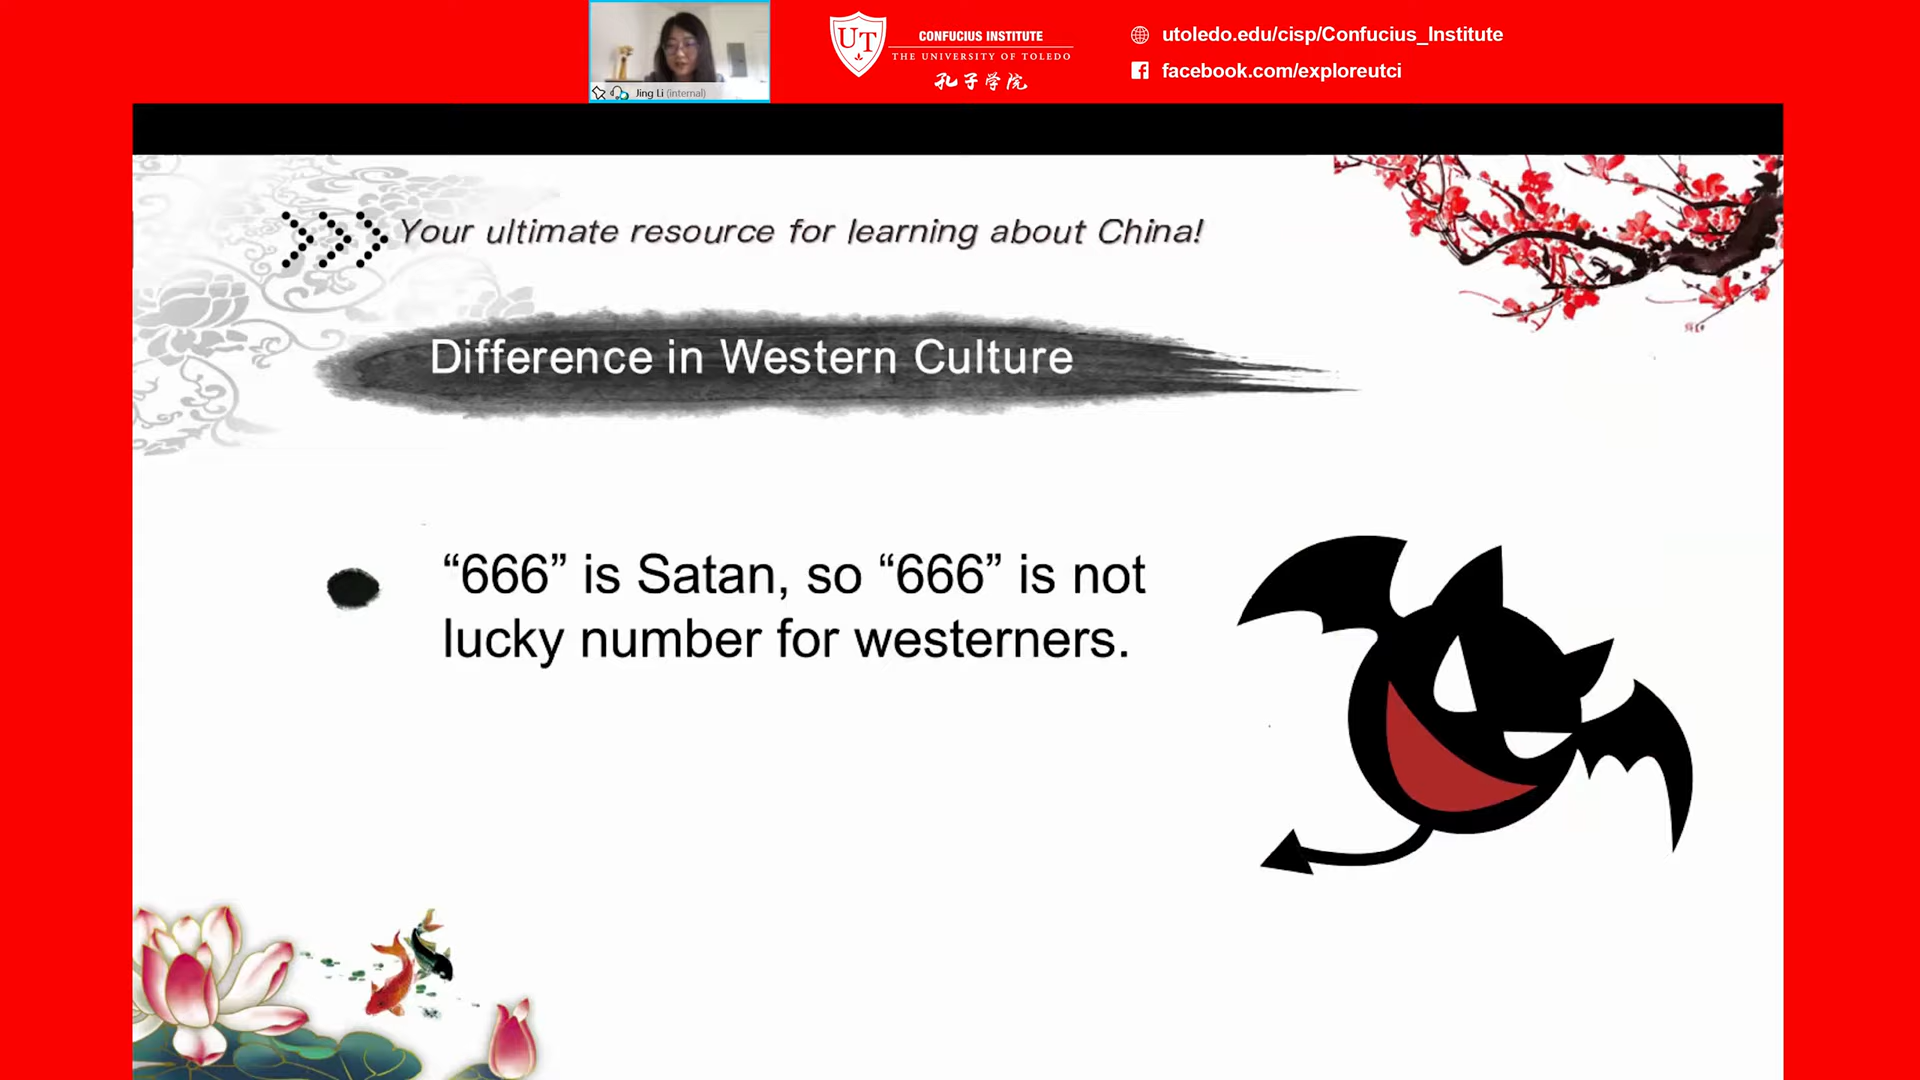 UT
CONFUCIUS INSTITUTE
THE UNIVERSITY OF TOLEDO
孔子学院
utoledo.edu/cisp/Confucius_Institute
facebook.com/exploreutci
Jing Li (internal)
Your ultimate resource for learning about China!
Difference in Western Culture
“666” is Satan, so “666” is not
lucky number for westerners.